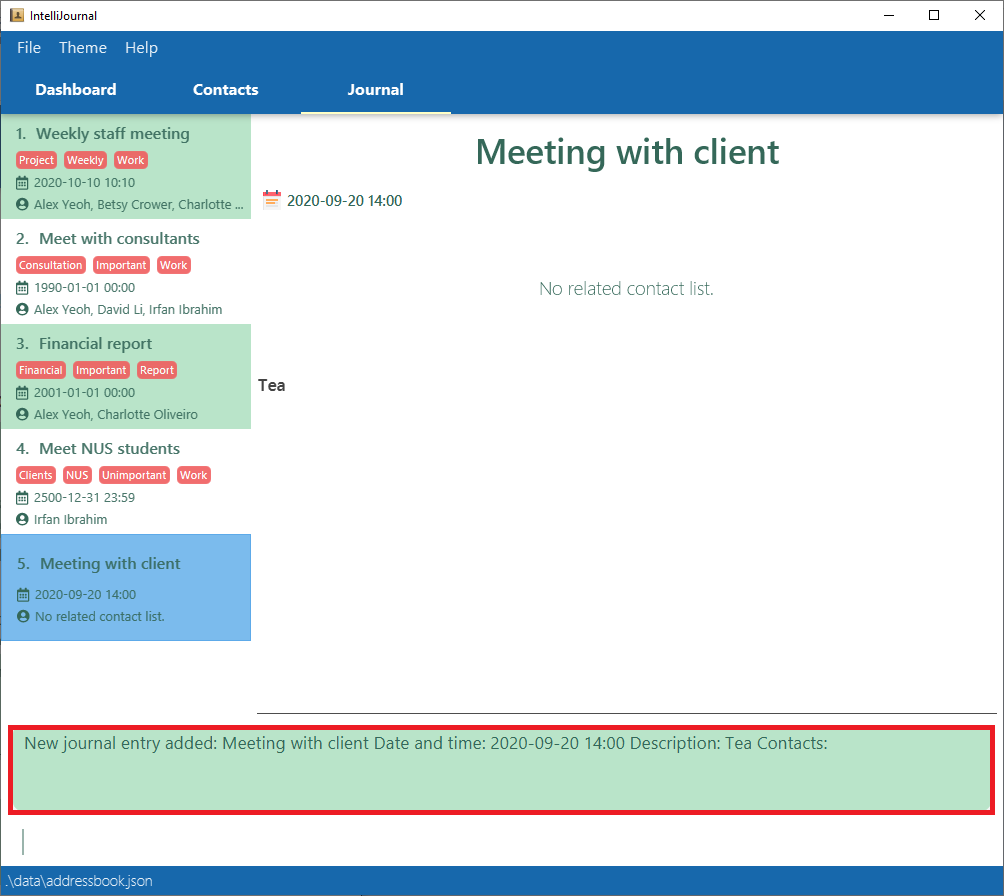 IntelliJournal
File Theme Help
Dashboard Contacts Journal
1. Weekly staff meeting
Project Weekly Work
2020-10-10 10:10
Alex Yeoh, Betsy Crower, Charlotte ...
2. Meet with consultants
Consultation Important Work
1990-01-01 00:00
Alex Yeoh, David Li, Irfan Ibrahim
3. Financial report
Financial Important Report
2001-01-01 00:00
Alex Yeoh, Charlotte Oliveiro
4. Meet NUS students
Clients NUS Unimportant Work
2500-12-31 23:59
Irfan Ibrahim
5. Meeting with client
2020-09-20 14:00
No related contact list.
Meeting with client
2020-09-20 14:00
No related contact list.
Tea
New journal entry added: Meeting with client Date and time: 2020-09-20 14:00 Description: Tea Contacts:
.\data\addressbook.json